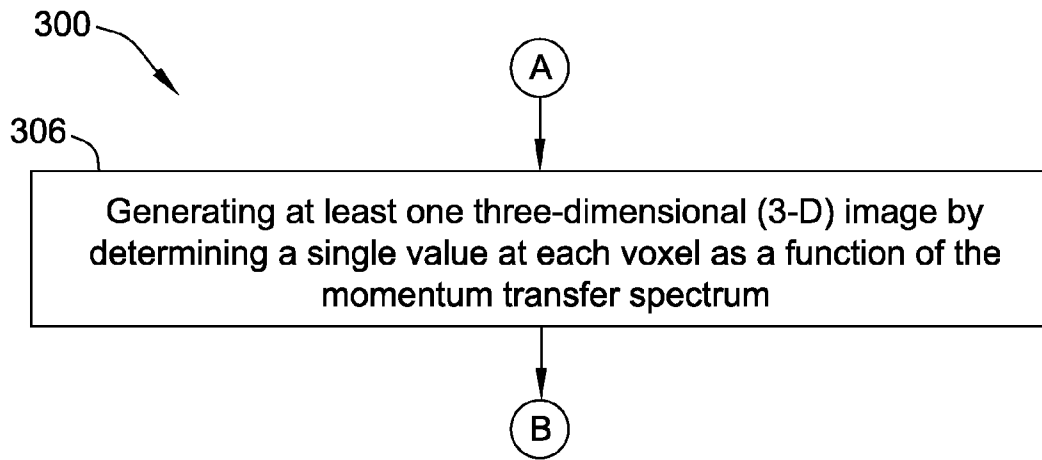 300
A
306
Generating at least one three-dimensional (3-D) image by
determining a single value at each voxel as a function of the
momentum transfer spectrum
B